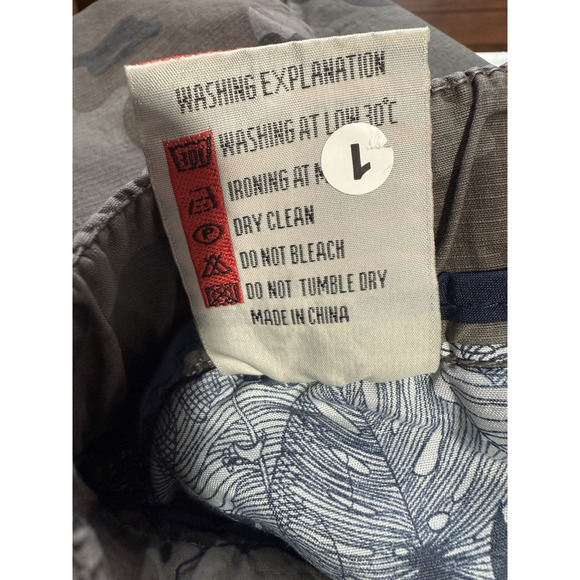 WASHING EXPLANATION
WASHING AT LOW 30°C
30
IRONING AT
P
DRY CLEAN
DO NOT BLEACH
DO NOT TUMBLE DRY
MADE IN CHINA
1